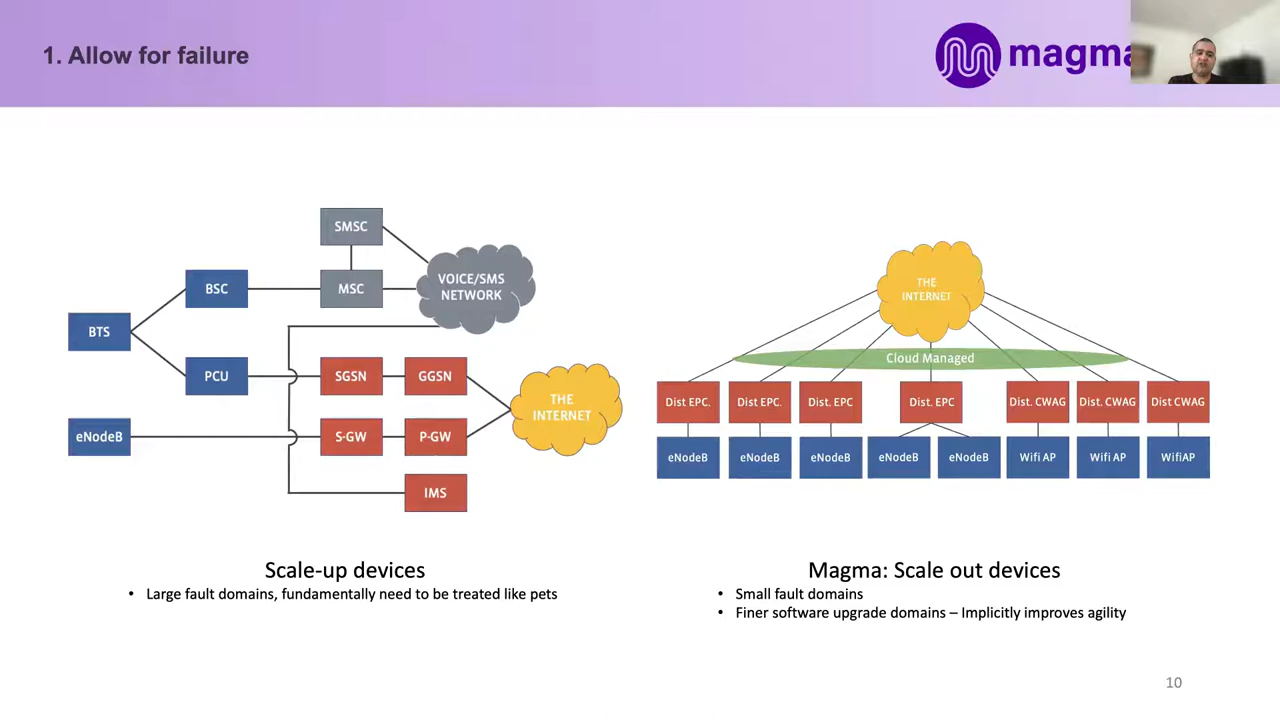 1. Allow for failure
magma
SMSC
BSC
MSC
VOICE/SMS
NETWORK
BTS
PCU
SGSN
GGSN
THE
INTERNET
eNodeB
S-GW
P-GW
IMS
Scale-up devices
• Large fault domains, fundamentally need to be treated like pets
THE
INTERNET
Cloud Managed
Dist EPC.
Dist EPC.
Dist. EPC
Dist. EPC
Dist. CWAG
Dist. CWAG
Dist CWAG
eNodeB
eNodeB
eNodeB
eNodeB
eNodeB
Wifi AP
Wifi AP
WifiAP
Magma: Scale out devices
• Small fault domains
• Finer software upgrade domains – Implicitly improves agility
10